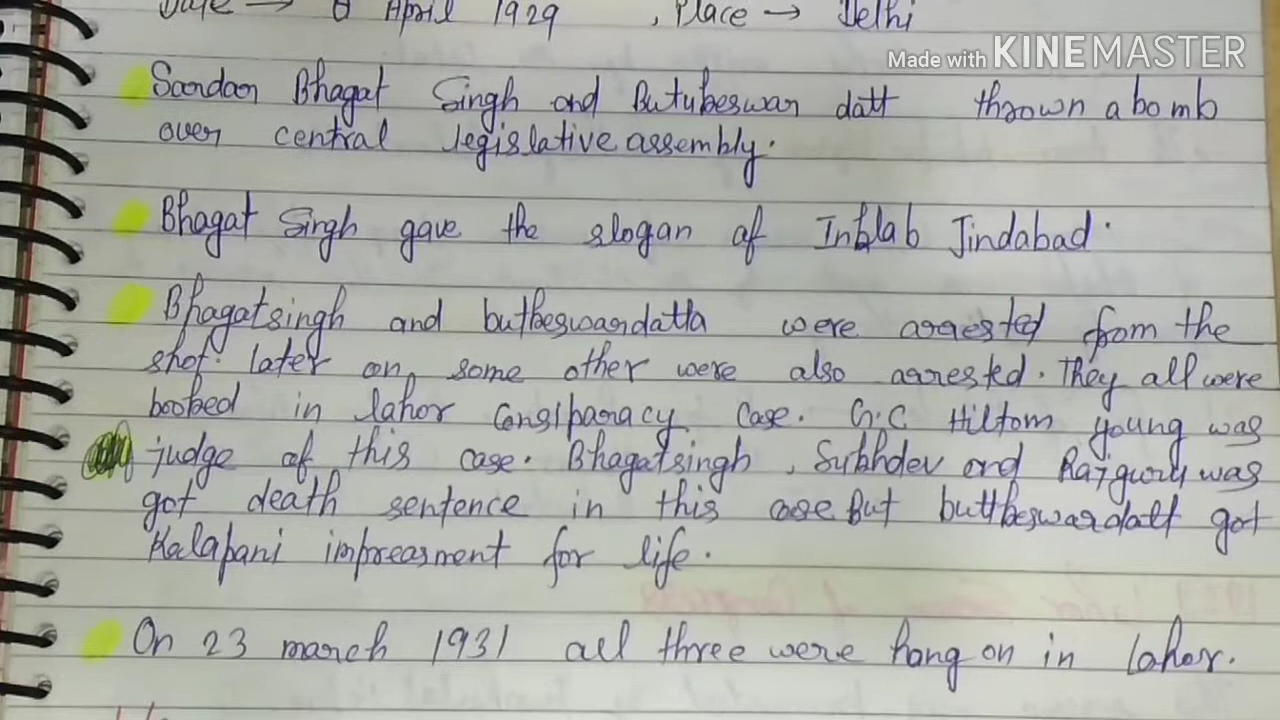 Date → 8 April 1929 , Place → Delhi
Made with KINEMASTER
Sardar Bhagat Singh and Butukeswar datt thrown a bomb
over central legislative assembly.
Bhagat Singh gave the slogan of Inklab Jindabad.
Bhagatsingh and butkeswardatta were arrested from the
shot. later on, some other were also aarested. They all were
booked in lahor Consiparacy Case. G.C Hiltom young was
judge of this case. Bhagatsingh, Sukhdev and Rajguru was
got death sentence in this case But buttkeswardatt got
Kalapani impreasment for life.
On 23 march 1931 all three were hang on in lahor.